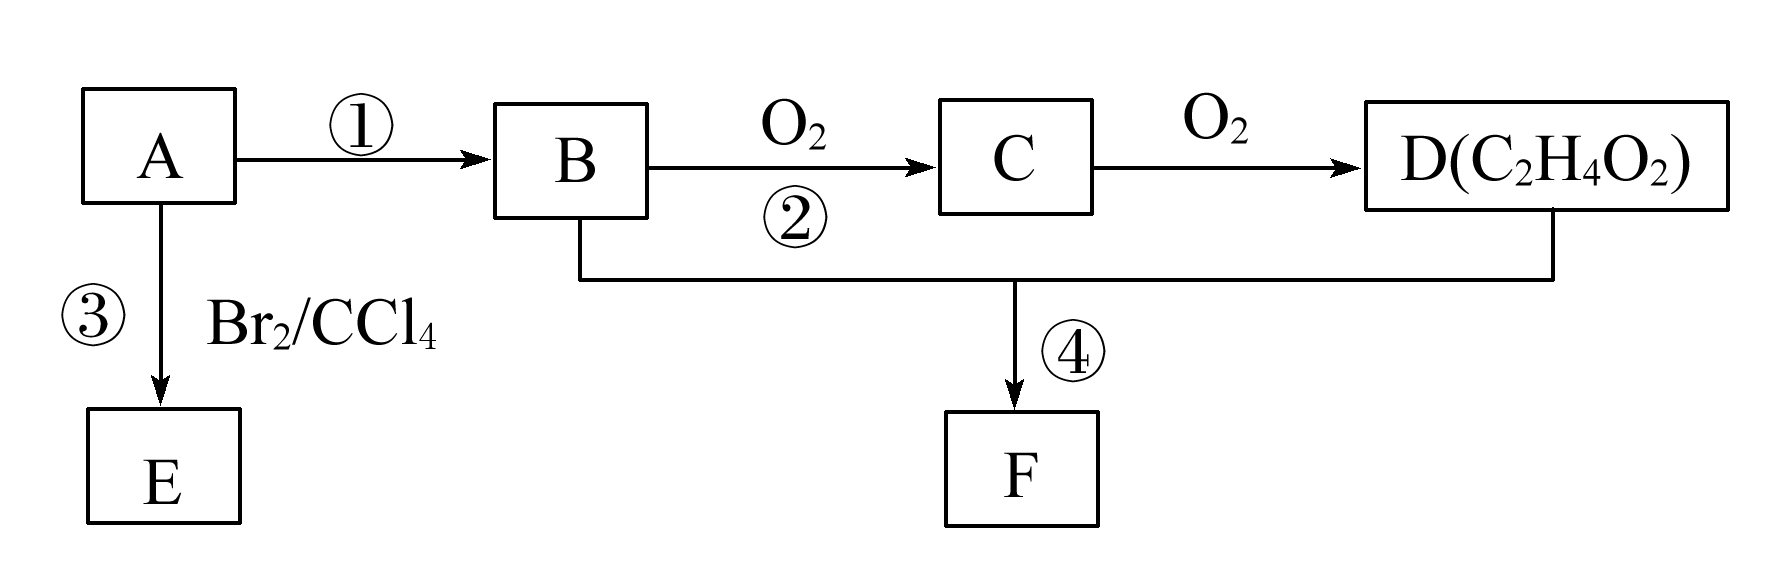 A
①
B
O₂
②
C
O₂
D(C₂H₄O₂)
③
Br₂/CCl₄
④
E
F